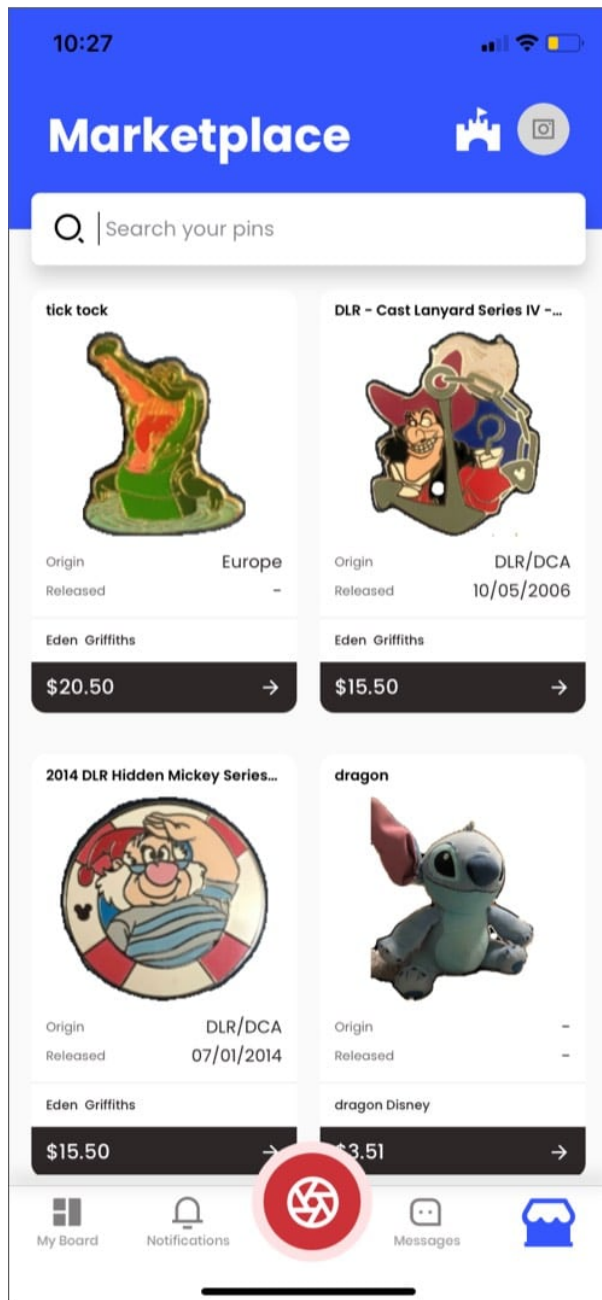 10:27
Marketplace
Search your pins
tick tock
Origin Europe
Released -
Eden Griffiths
$20.50
DLR - Cast Lanyard Series IV -...
Origin DLR/DCA
Released 10/05/2006
Eden Griffiths
$15.50
2014 DLR Hidden Mickey Series...
Origin DLR/DCA
Released 07/01/2014
Eden Griffiths
$15.50
dragon
Origin -
Released -
dragon Disney
$3.51
My Board
Notifications
Messages